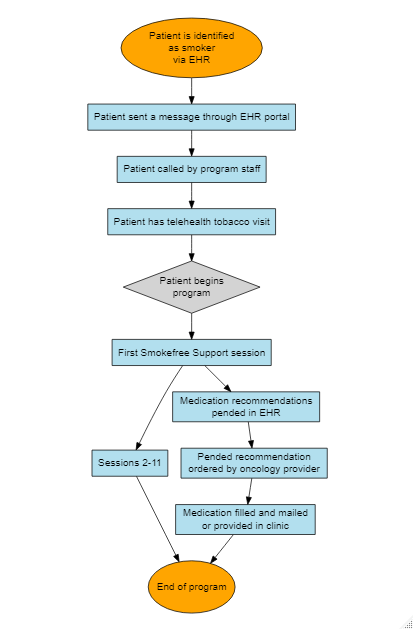 Patient is identified
as smoker
via EHR
Patient sent a message through EHR portal
Patient called by program staff
Patient has telehealth tobacco visit
Patient begins
program
First Smokefree Support session
Medication recommendations
pended in EHR
Sessions 2-11
Pended recommendation
ordered by oncology provider
Medication filled and mailed
or provided in clinic
End of program